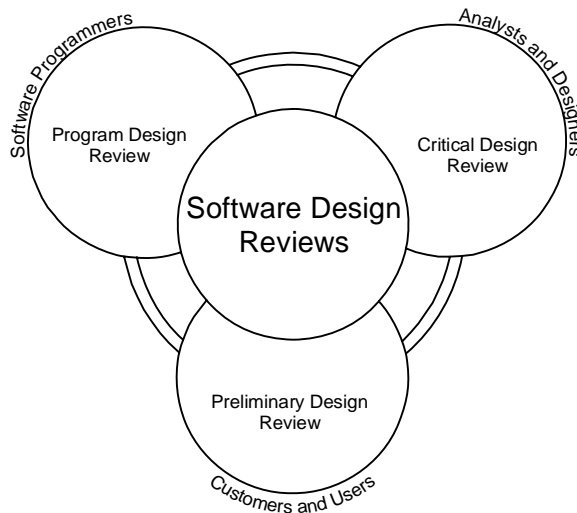 Software Programmers
Analysts and Designers
Program Design
Review
Critical Design
Review
Software Design
Reviews
Preliminary Design
Review
Customers and Users